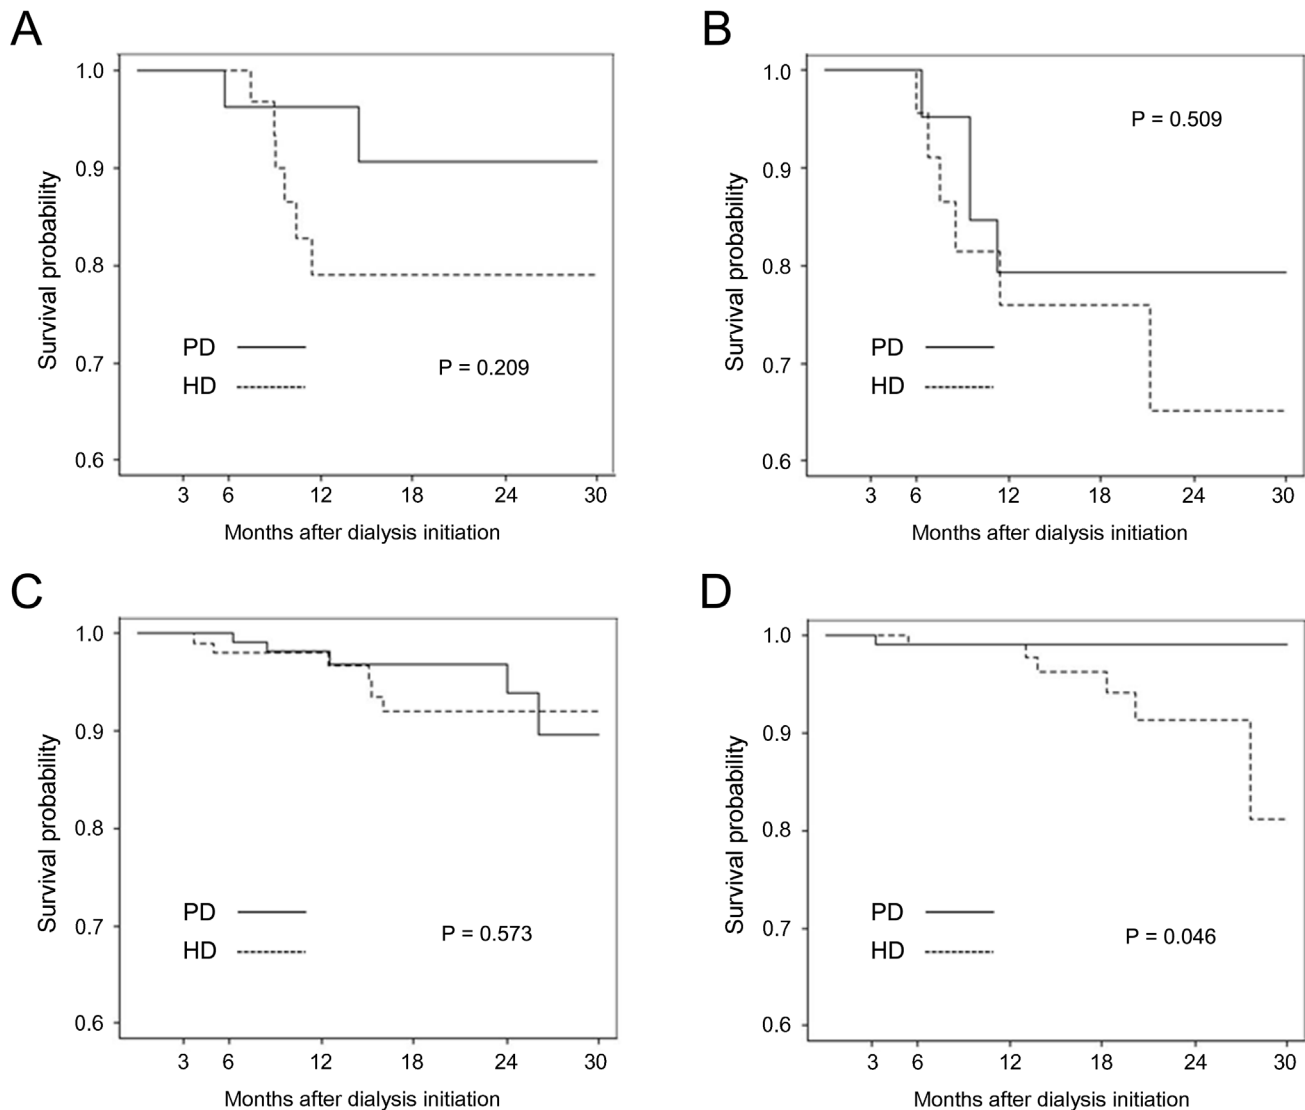 A
1.0
0.9
0.8
0.7
0.6
Survival probability
PD
HD
P = 0.209
3 6 12 18 24 30
Months after dialysis initiation
B
1.0
0.9
0.8
0.7
0.6
Survival probability
P = 0.509
PD
HD
3 6 12 18 24 30
Months after dialysis initiation
C
1.0
0.9
0.8
0.7
0.6
Survival probability
PD
HD
P = 0.573
3 6 12 18 24 30
Months after dialysis initiation
D
1.0
0.9
0.8
0.7
0.6
Survival probability
PD
HD
P = 0.046
3 6 12 18 24 30
Months after dialysis initiation